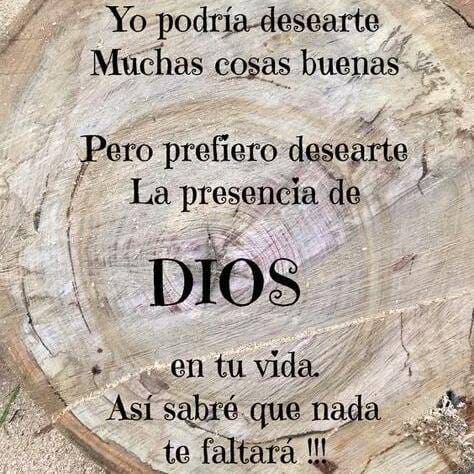 Yo podría desearte
Muchas cosas buenas
Pero prefiero desearte
La presencia de
DIOS
en tu vida.
Así sabré que nada
te faltará !!!